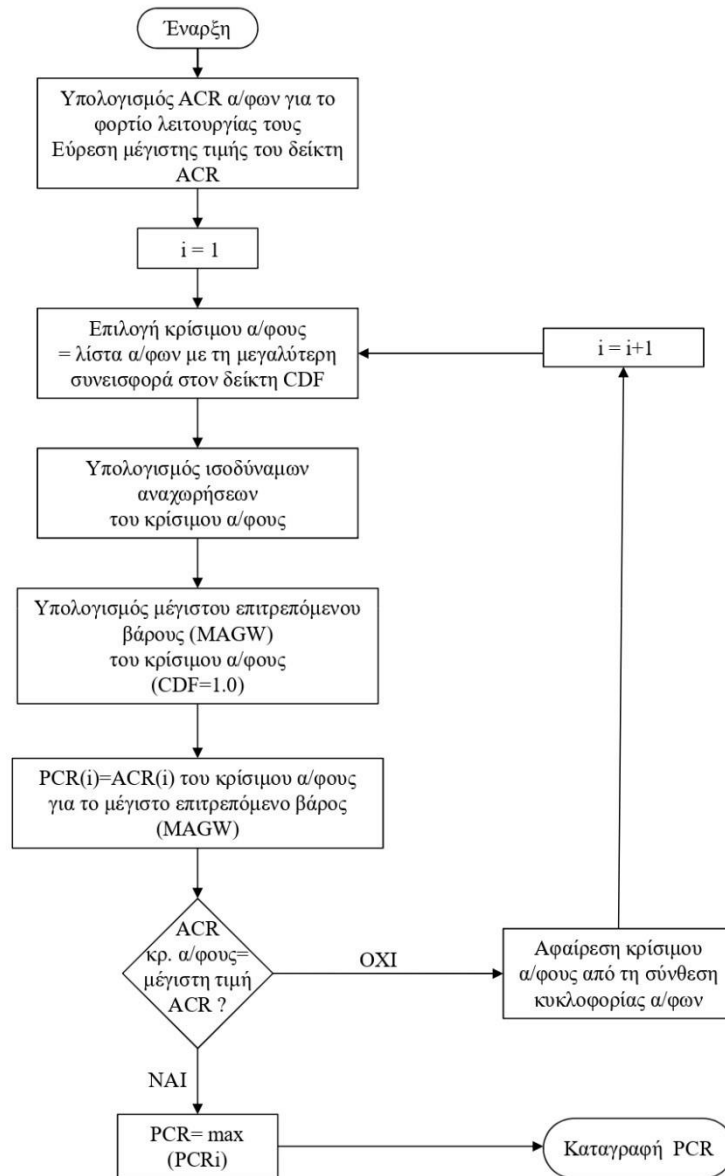 Έναρξη
Υπολογισμός ACR α/φων για το
φορτίο λειτουργίας τους
Εύρεση μέγιστης τιμής του δείκτη
ACR
i = 1
Επιλογή κρίσιμου α/φους
= λίστα α/φων με τη μεγαλύτερη
συνεισφορά στον δείκτη CDF
i = i+1
Υπολογισμός ισοδύναμων
αναχωρήσεων
του κρίσιμου α/φους
Υπολογισμός μέγιστου επιτρεπόμενου
βάρους (MAGW)
του κρίσιμου α/φους
(CDF=1.0)
PCR(i)=ACR(i) του κρίσιμου α/φους
για το μέγιστο επιτρεπόμενο βάρος
(MAGW)
ACR
κρ. α/φους=
μέγιστη τιμή
ACR ?
ΟΧΙ
Αφαίρεση κρίσιμου
α/φους από τη σύνθεση
κυκλοφορίας α/φων
ΝΑΙ
PCR= max
(PCRi)
Καταγραφή PCR